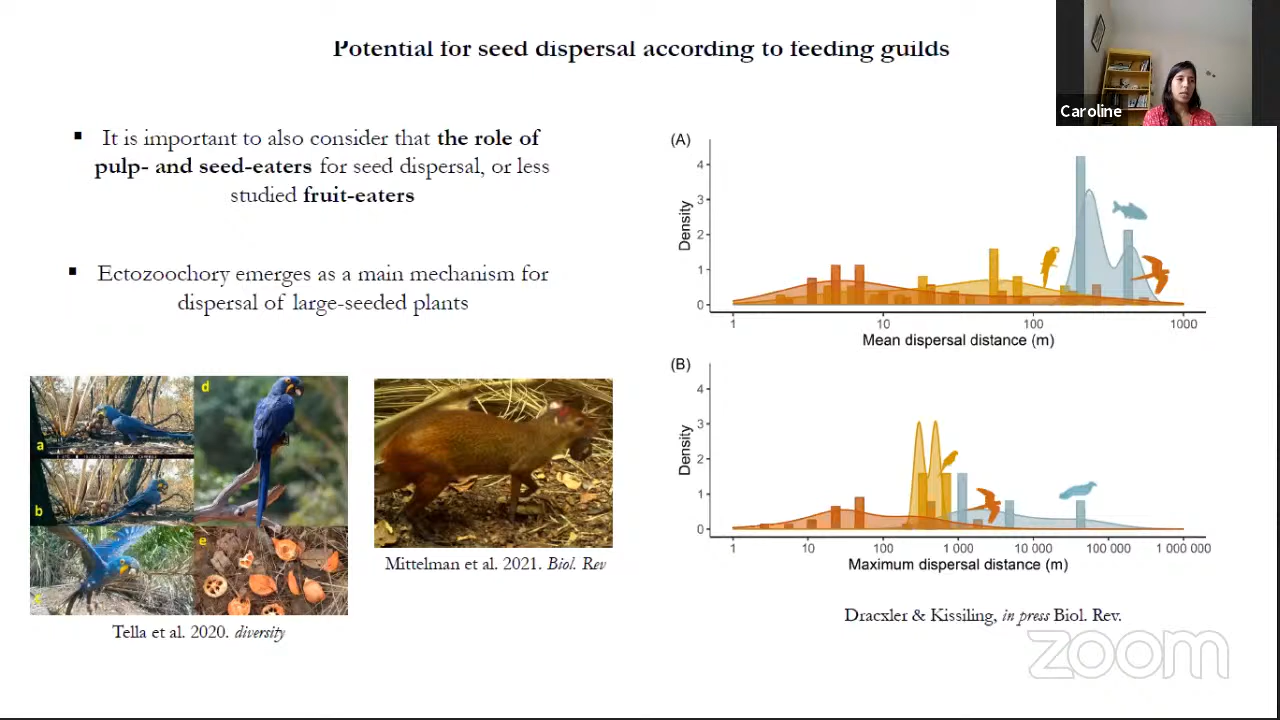 Potential for seed dispersal according to feeding guilds
Caroline
▪ It is important to also consider that the role of
pulp- and seed-eaters for seed dispersal, or less
studied fruit-eaters
▪ Ectozoochory emerges as a main mechanism for
dispersal of large-seeded plants
a
b
d
e
Tella et al. 2020. diversity
Mittelman et al. 2021. Biol. Rev
(A)
Density
4
3
2
1
0
1 10 100 1000
Mean dispersal distance (m)
(B)
Density
4
3
2
1
0
1 10 100 1 000 10 000 100 000 1 000 000
Maximum dispersal distance (m)
Dracxler & Kissiling, in press Biol. Rev.
zoom